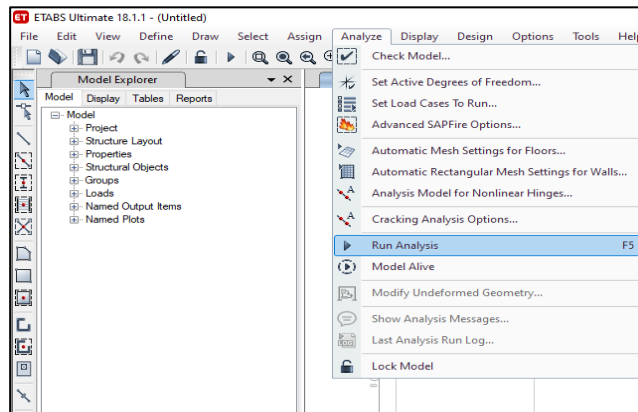 ET ETABS Ultimate 18.1.1 - (Untitled)
File Edit View Define Draw Select Assign Analyze Display Design Options Tools Help
Model Explorer
Model Display Tables Reports
Model
Project
Structure Layout
Properties
Structural Objects
Groups
Loads
Named Output Items
Named Plots
Check Model...
Set Active Degrees of Freedom...
Set Load Cases To Run...
Advanced SAPFire Options...
Automatic Mesh Settings for Floors...
Automatic Rectangular Mesh Settings for Walls...
Analysis Model for Nonlinear Hinges...
Cracking Analysis Options...
Run Analysis F5
Model Alive
Modify Undeformed Geometry...
Show Analysis Messages...
Last Analysis Run Log...
Lock Model